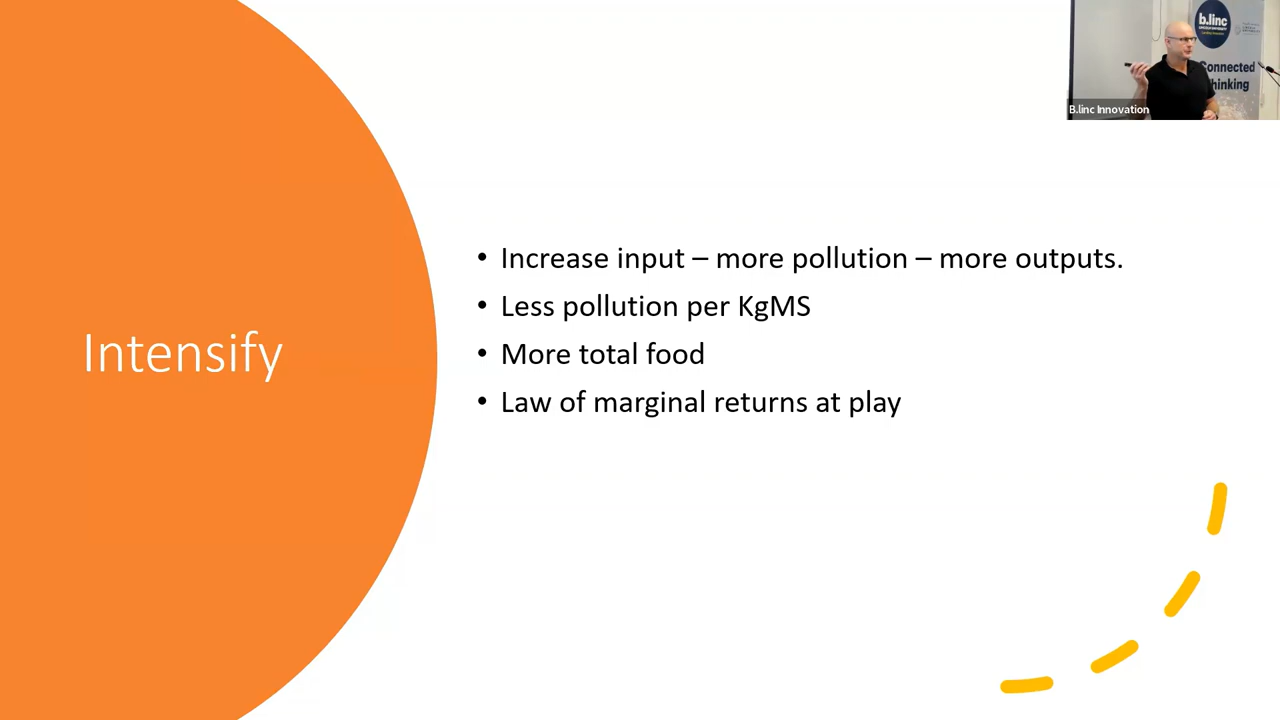 Intensify
• Increase input – more pollution – more outputs.
• Less pollution per KgMS
• More total food
• Law of marginal returns at play
b.linc
Connected
Thinking
B.linc Innovation